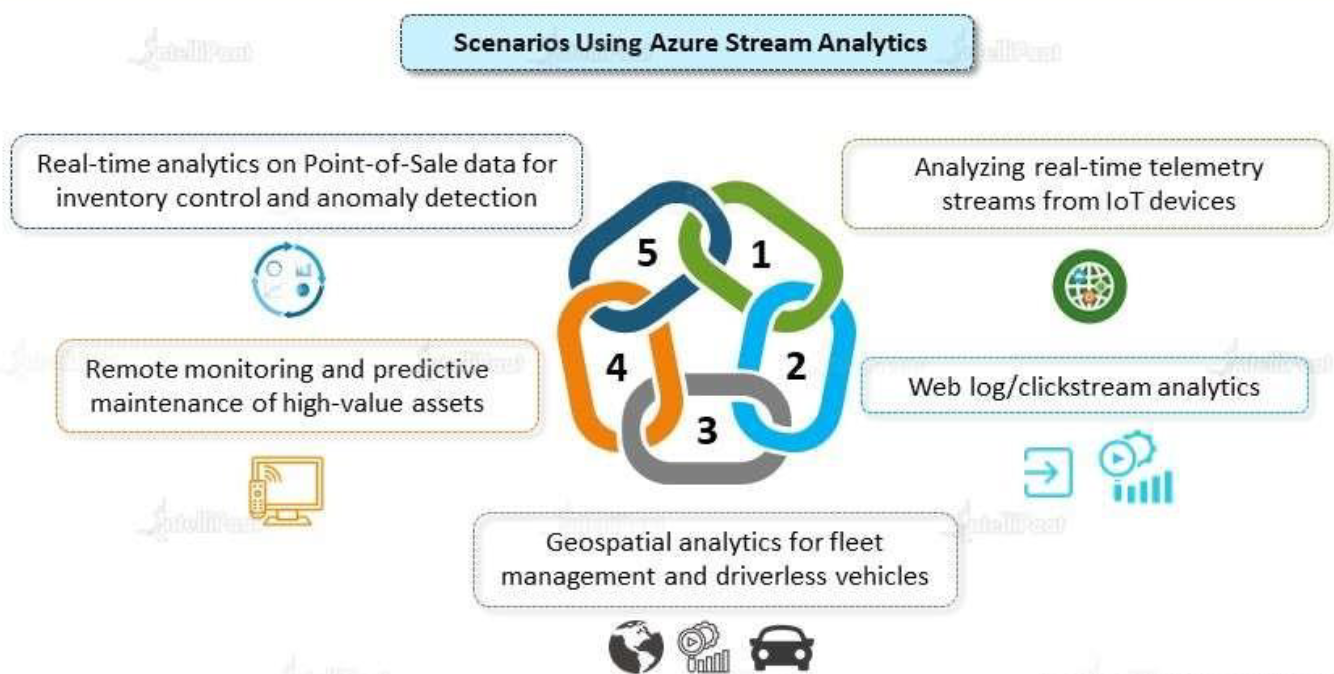 Scenarios Using Azure Stream Analytics
Real-time analytics on Point-of-Sale data for
inventory control and anomaly detection
Analyzing real-time telemetry
streams from IoT devices
5
1
Remote monitoring and predictive
maintenance of high-value assets
4
2
Web log/clickstream analytics
3
Geospatial analytics for fleet
management and driverless vehicles